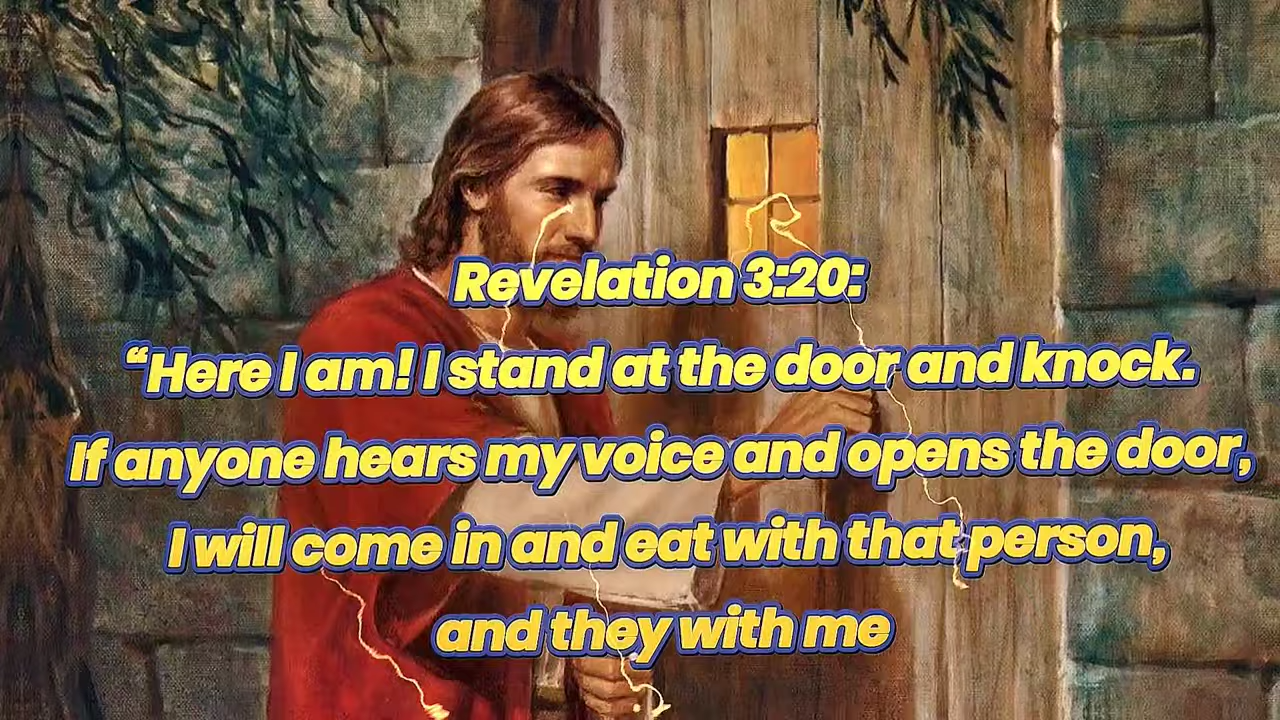 Revelation 3:20:
“Here I am! I stand at the door and knock.
If anyone hears my voice and opens the door,
I will come in and eat with that person,
and they with me